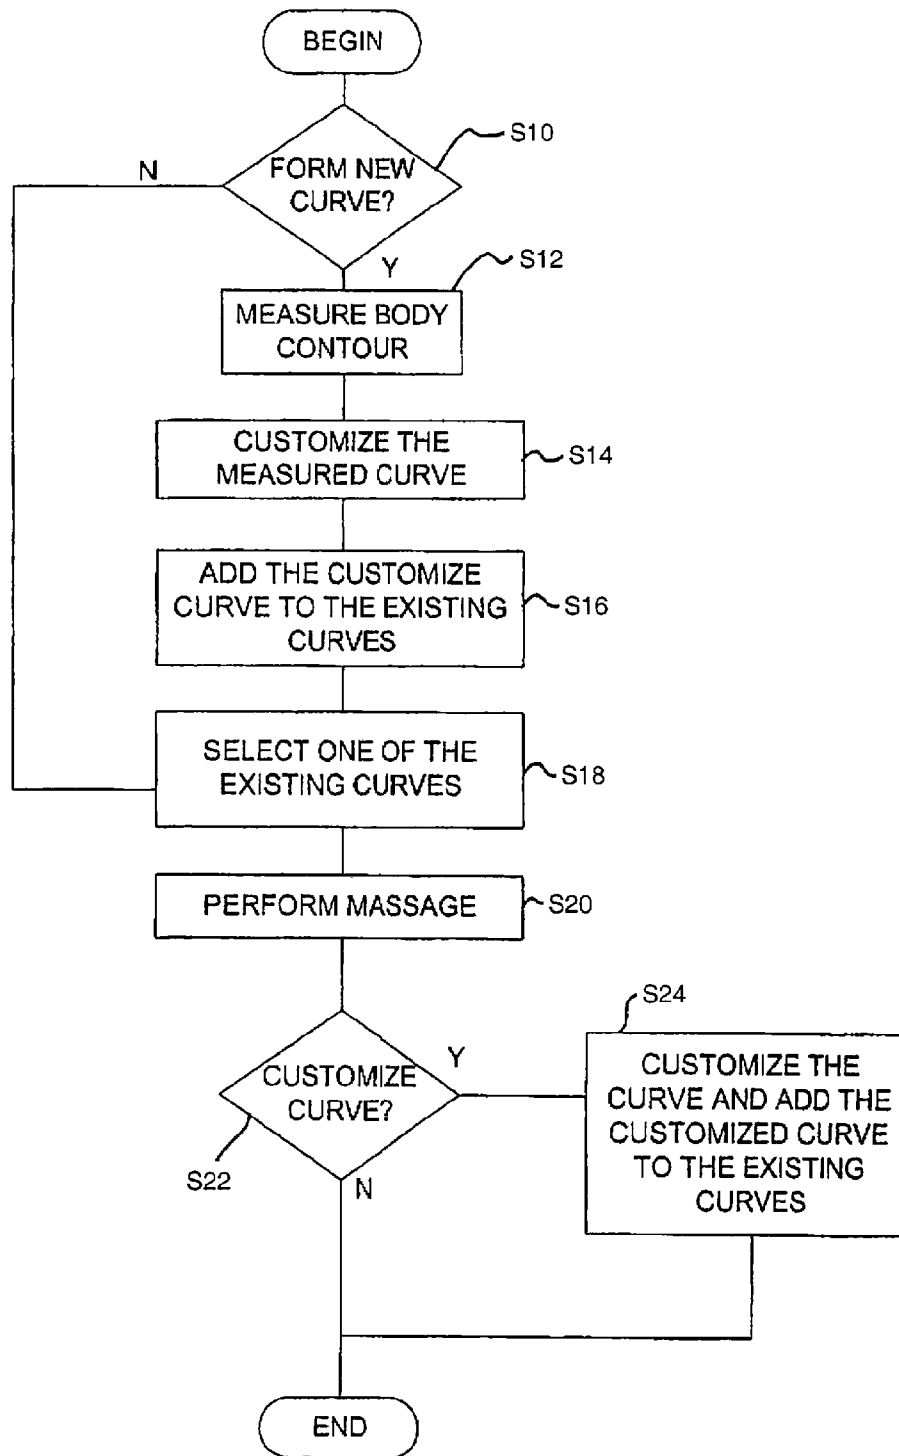 BEGIN
S10
N
FORM NEW
CURVE?
Y
S12
MEASURE BODY
CONTOUR
CUSTOMIZE THE
MEASURED CURVE
S14
ADD THE CUSTOMIZE
CURVE TO THE EXISTING
CURVES
S16
SELECT ONE OF THE
EXISTING CURVES
S18
PERFORM MASSAGE
S20
S24
CUSTOMIZE
CURVE?
Y
S22
N
CUSTOMIZE THE
CURVE AND ADD THE
CUSTOMIZED CURVE
TO THE EXISTING
CURVES
END